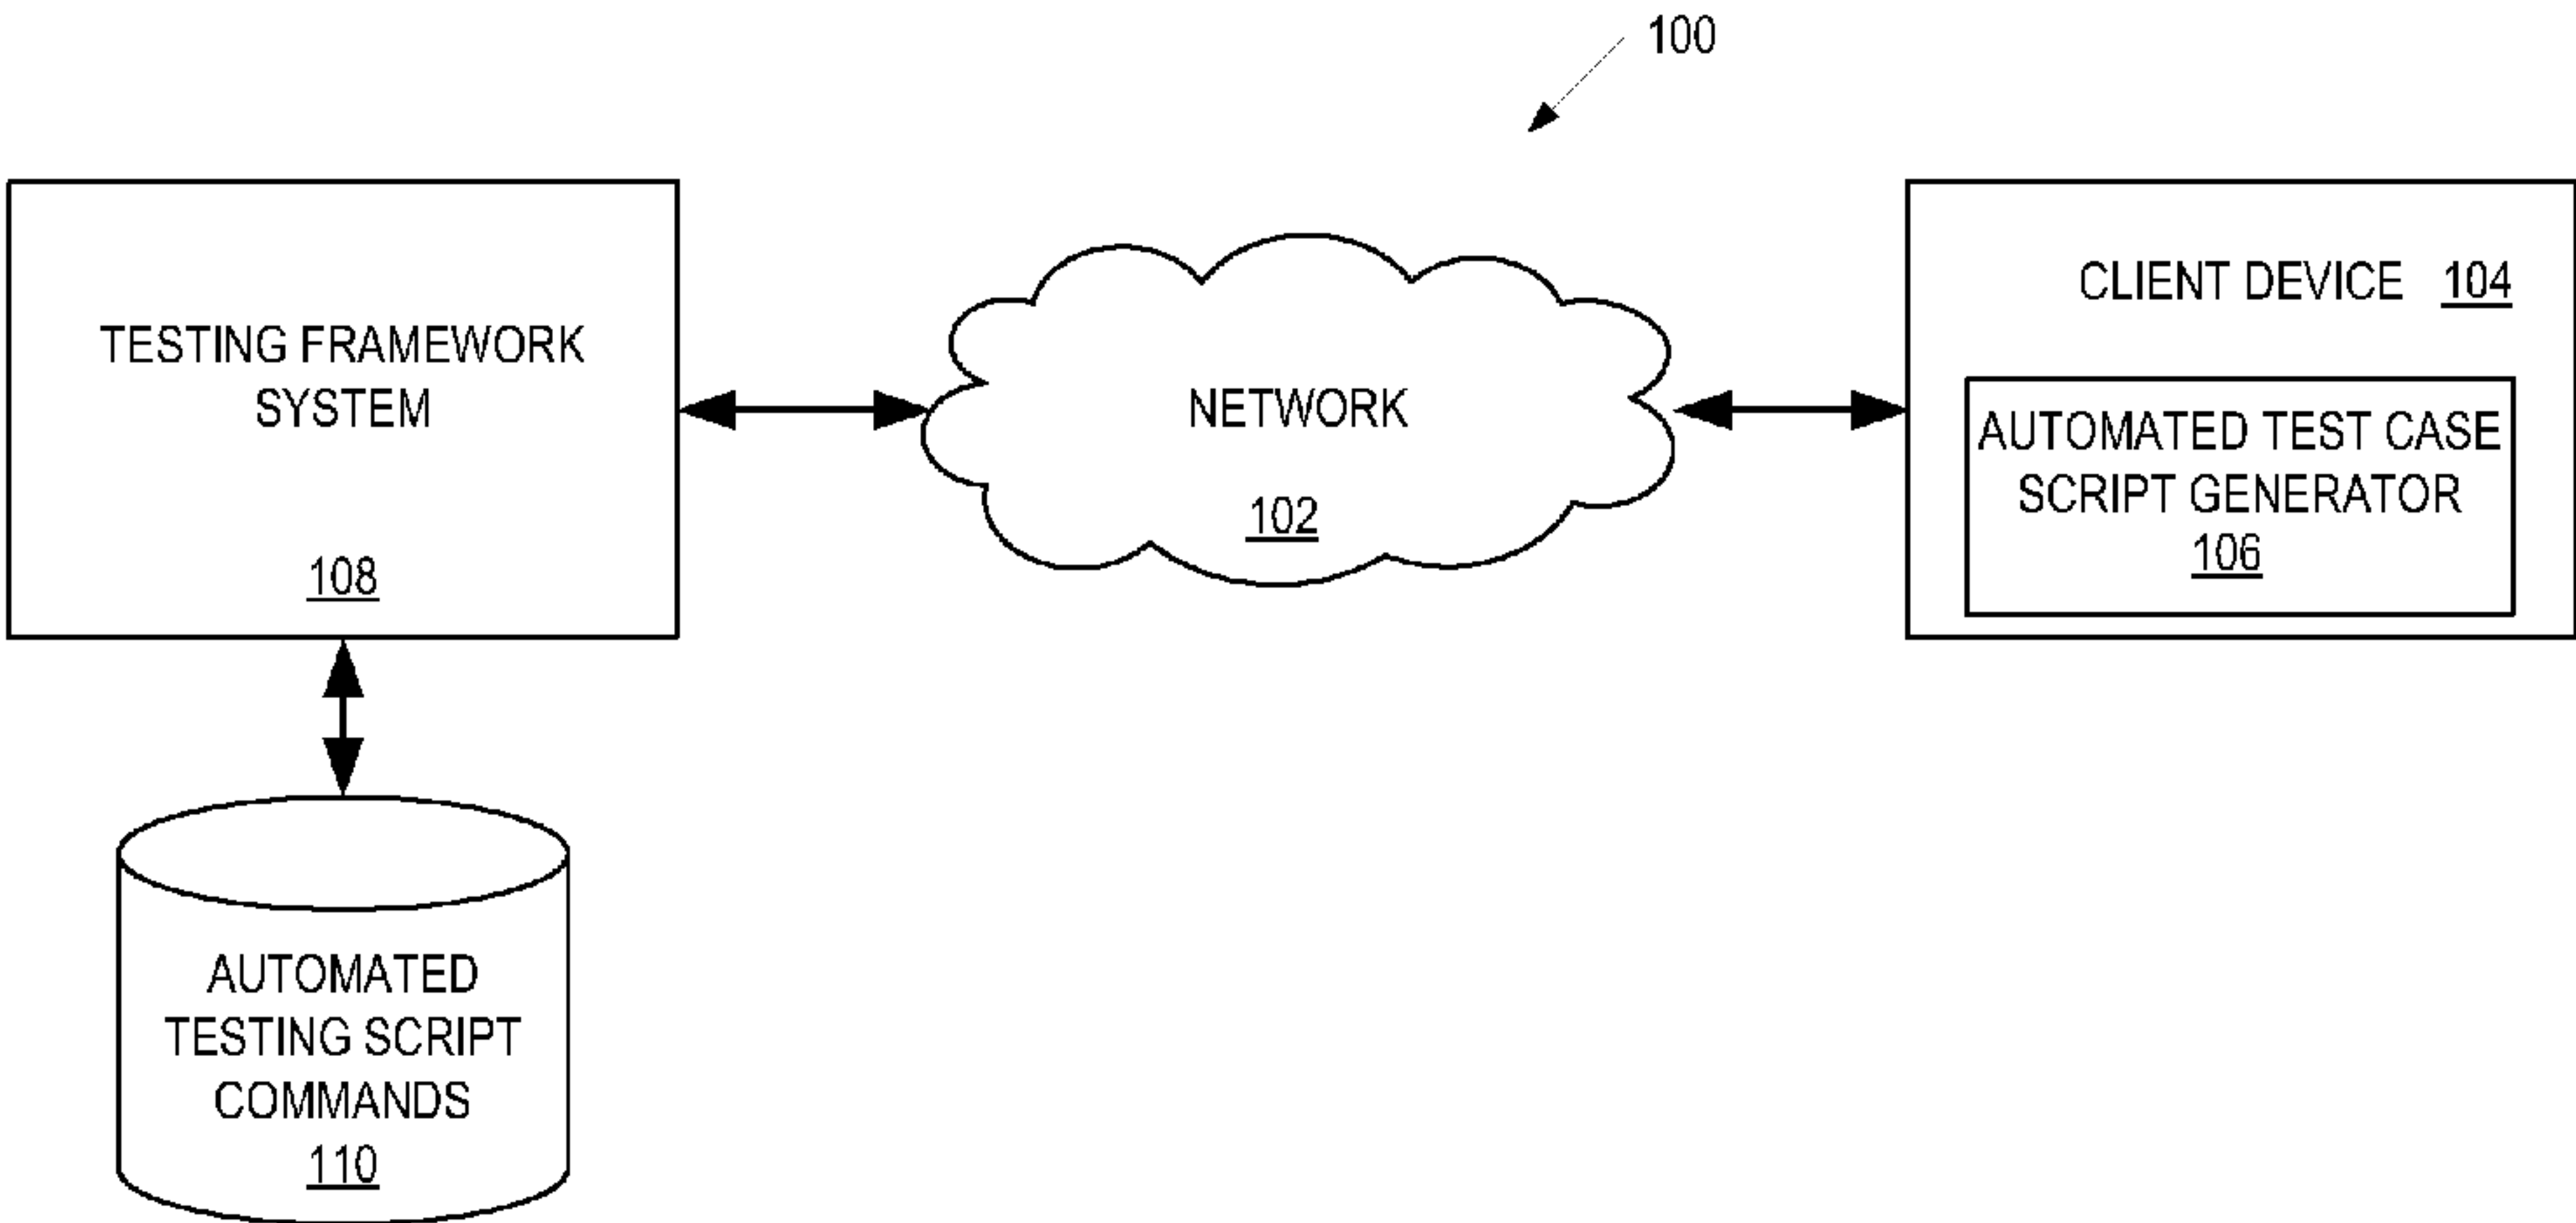 100
TESTING FRAMEWORK
SYSTEM
108
NETWORK
102
CLIENT DEVICE 104
AUTOMATED TEST CASE
SCRIPT GENERATOR
106
AUTOMATED
TESTING SCRIPT
COMMANDS
110